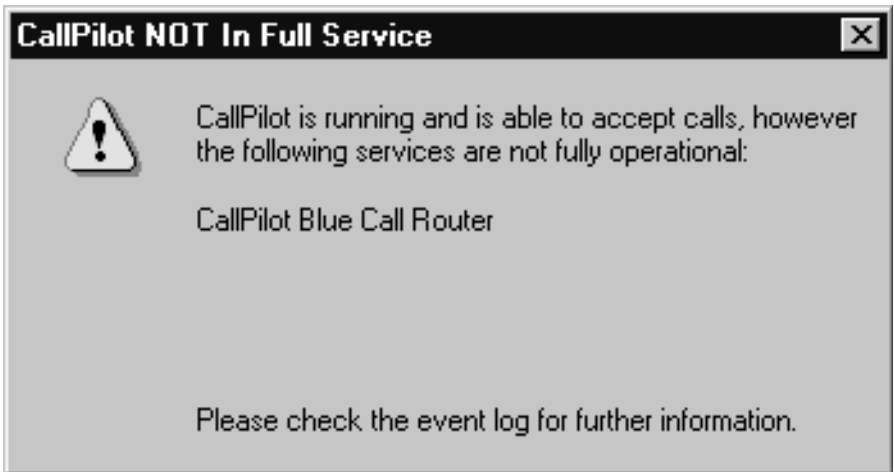 CallPilot NOT In Full Service
CallPilot is running and is able to accept calls, however
the following services are not fully operational:
CallPilot Blue Call Router
Please check the event log for further information.